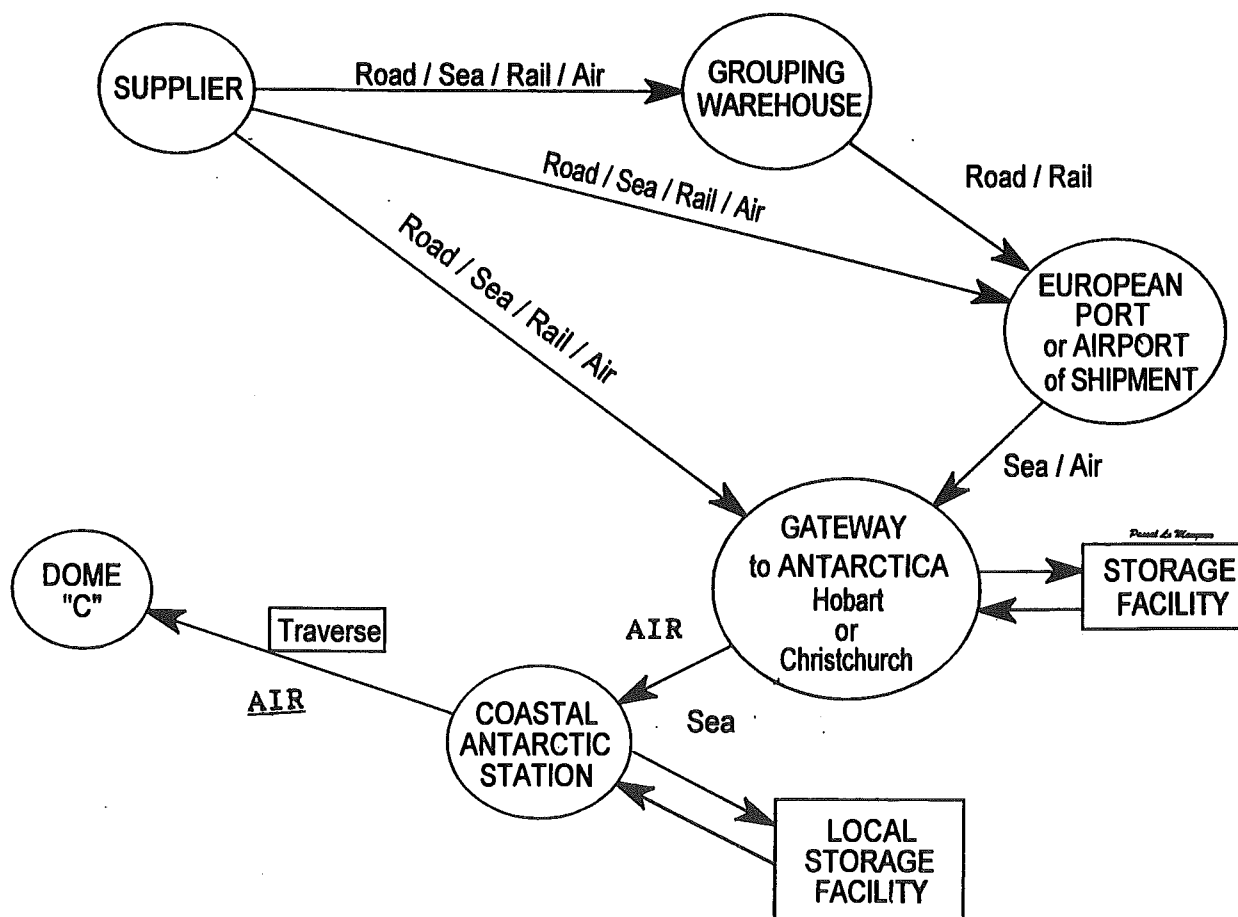 SUPPLIER
Road / Sea / Rail / Air
GROUPING
WAREHOUSE
Road / Sea / Rail / Air
Road / Rail
Road / Sea / Rail / Air
EUROPEAN
PORT
or AIRPORT
of SHIPMENT
Sea / Air
GATEWAY
to ANTARCTICA
Hobart
or
Christchurch
STORAGE
FACILITY
DOME
"C"
Traverse
AIR
AIR
Sea
COASTAL
ANTARCTIC
STATION
LOCAL
STORAGE
FACILITY